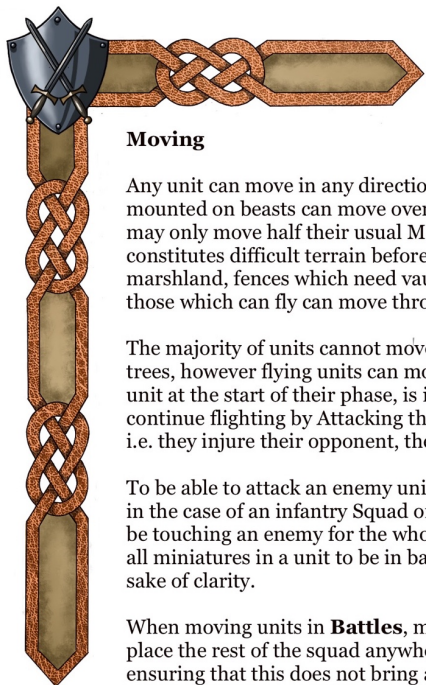 Moving
Any unit can move in any directio
mounted on beasts can move over
may only move half their usual M
constitutes difficult terrain before
marshland, fences which need vau
those which can fly can move thro
The majority of units cannot move
trees, however flying units can mo
unit at the start of their phase, is i
continue flighting by Attacking th
i.e. they injure their opponent, the
To be able to attack an enemy uni
in the case of an infantry Squad o
be touching an enemy for the who
all miniatures in a unit to be in ba
sake of clarity.
When moving units in Battles, m
place the rest of the squad anywhe
ensuring that this does not bring a